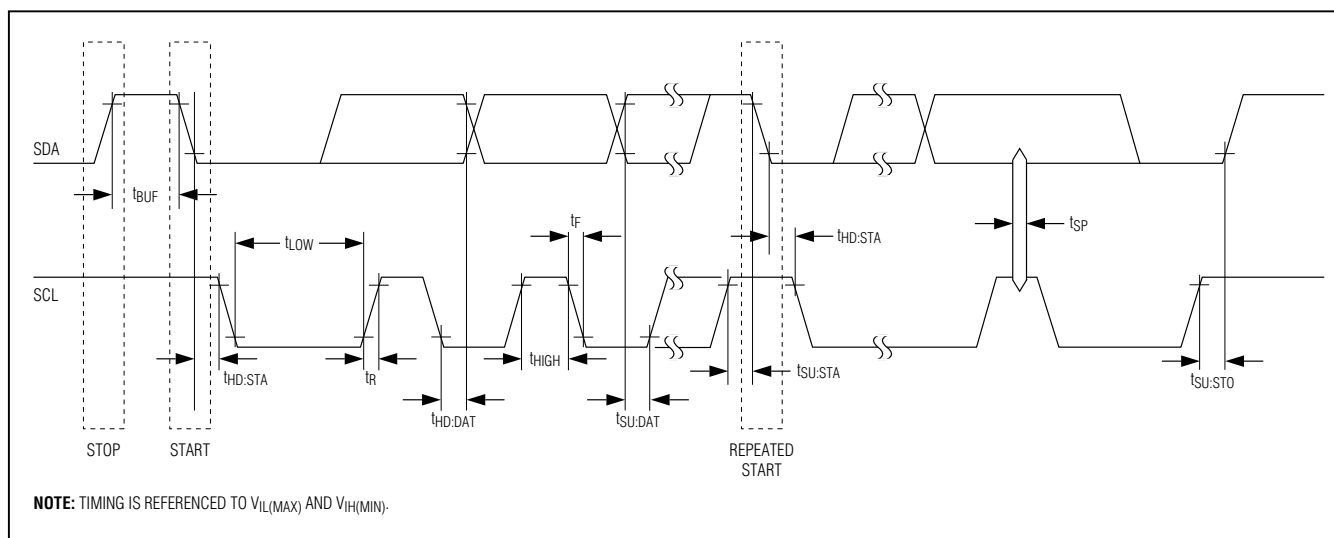 SDA
tBUF
tLOW
tF
tHD:STA
tSP
SCL
tHD:STA
tR
tHD:DAT
tHIGH
tSU:DAT
tSU:STA
tSU:STO
STOP
START
REPEATED
START
NOTE: TIMING IS REFERENCED TO VIL(MAX) AND VIH(MIN).